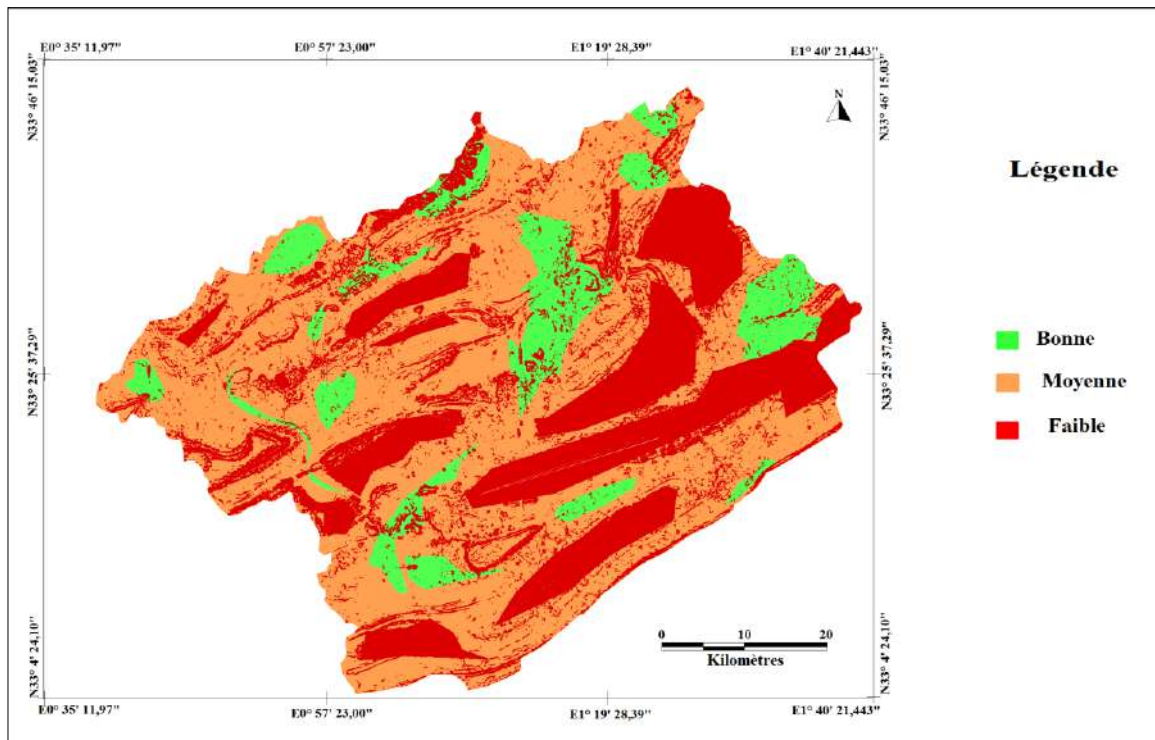 E0° 35' 11,97" E0° 57' 23,00" E1° 19' 28,39" E1° 40' 21,443"
N33° 46' 15,03"
N33° 46' 15,03"
N
Légende
N33° 25' 37,29"
N33° 25' 37,29"
Bonne
Moyenne
Faible
N33° 4' 24,10"
N33° 4' 24,10"
0 10 20
Kilomètres
E0° 35' 11,97" E0° 57' 23,00" E1° 19' 28,39" E1° 40' 21,443"